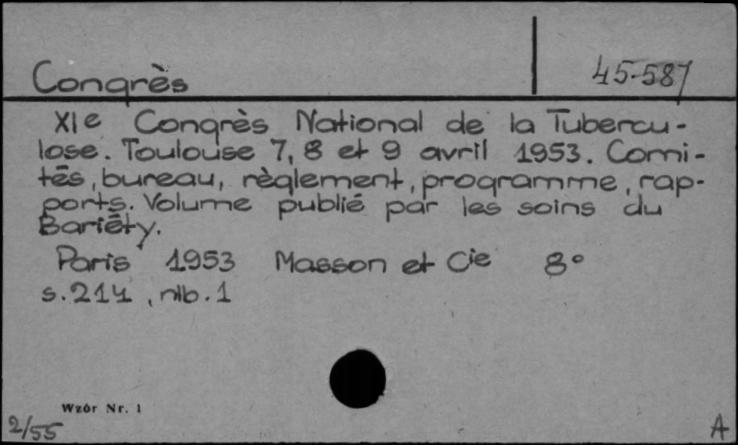 Congrès 45-587
XIe Congrès National de la Tubercu-
lose. Toulouse 7, 8 et 9 avril 1953. Comi-
tés, bureau, règlement, programme, rap-
ports. Volume publié par les soins du
Bariéty.
Paris 1953 Masson et Cie 8°
s. 214, nlb. 1
Wzór Nr. 1
2/55 A